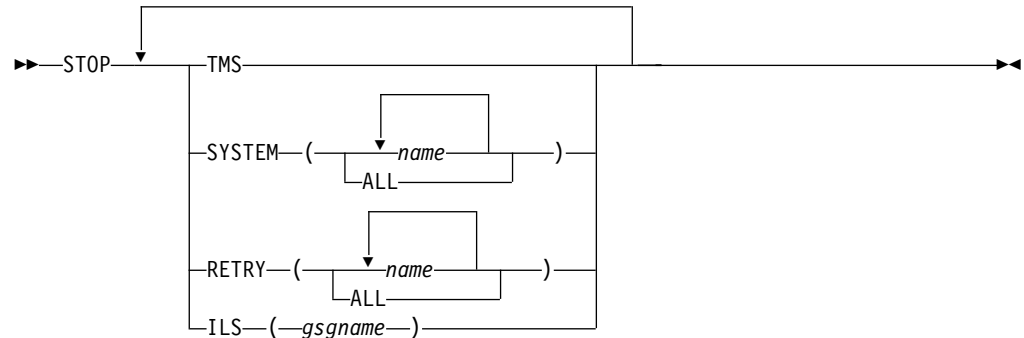 STOP TMS
SYSTEM ( name )
ALL
RETRY ( name )
ALL
ILS ( gsgname )